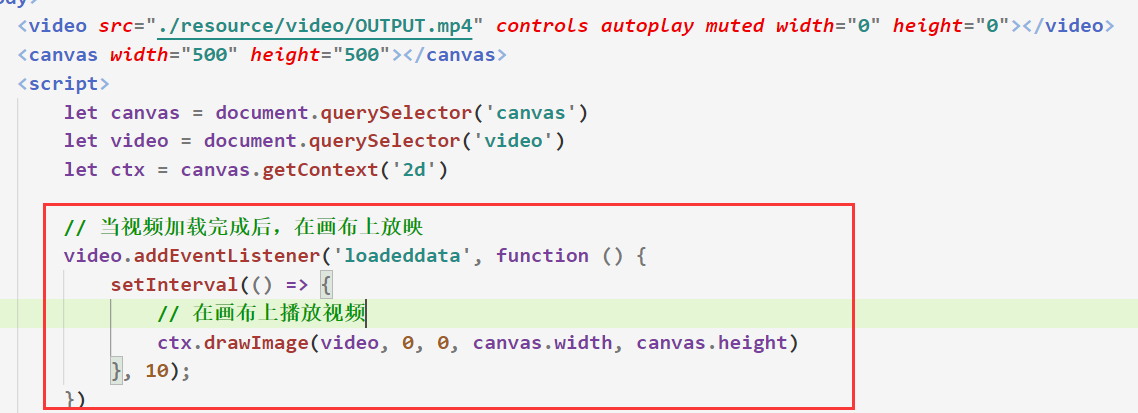 ody>
<video src="./resource/video/OUTPUT.mp4" controls autoplay muted width="0" height="0"></video>
<canvas width="500" height="500"></canvas>
<script>
let canvas = document.querySelector('canvas')
let video = document.querySelector('video')
let ctx = canvas.getContext('2d')
// 当视频加载完成后，在画布上放映
video.addEventListener('loadeddata', function () {
setInterval(() => {
// 在画布上播放视频
ctx.drawImage(video, 0, 0, canvas.width, canvas.height)
}, 10);
})